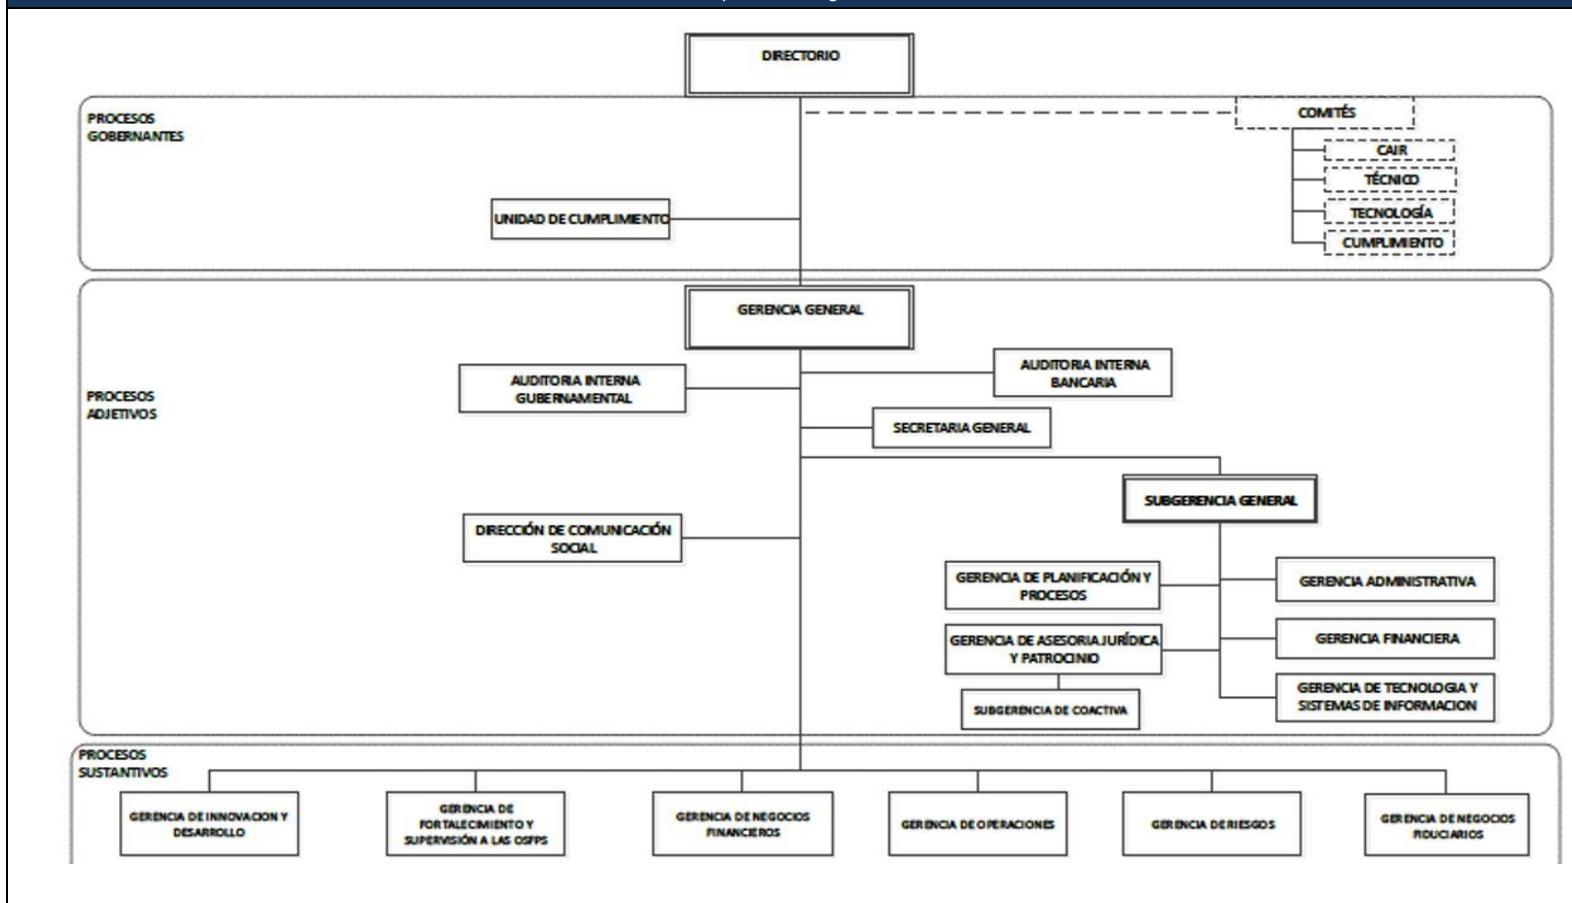 DIRECTORIO
PROCESOS
GOBERNANTES
COMITÉS
CAIR
TÉCNICO
TECNOLOGÍA
CUMPLIMIENTO
UNIDAD DE CUMPLIMIENTO
GERENCIA GENERAL
AUDITORIA INTERNA
GUBERNAMENTAL
AUDITORIA INTERNA
BANCARIA
PROCESOS
ADJETIVOS
SECRETARIA GENERAL
SUBGERENCIA GENERAL
DIRECCIÓN DE COMUNICACIÓN
SOCIAL
GERENCIA DE PLANIFICACIÓN Y
PROCESOS
GERENCIA ADMINISTRATIVA
GERENCIA DE ASESORIA JURÍDICA
Y PATROCINIO
GERENCIA FINANCIERA
SUBGERENCIA DE COACTIVA
GERENCIA DE TECNOLOGIA Y
SISTEMAS DE INFORMACION
PROCESOS
SUSTANTIVOS
GERENCIA DE INNOVACION Y
DESARROLLO
GERENCIA DE
FORTALECIMIENTO Y
SUPERVISIÓN A LAS OSFPS
GERENCIA DE NEGOCIOS
FINANCIEROS
GERENCIA DE OPERACIONES
GERENCIA DE RIESGOS
GERENCIA DE NEGOCIOS
FIDUCIARIOS